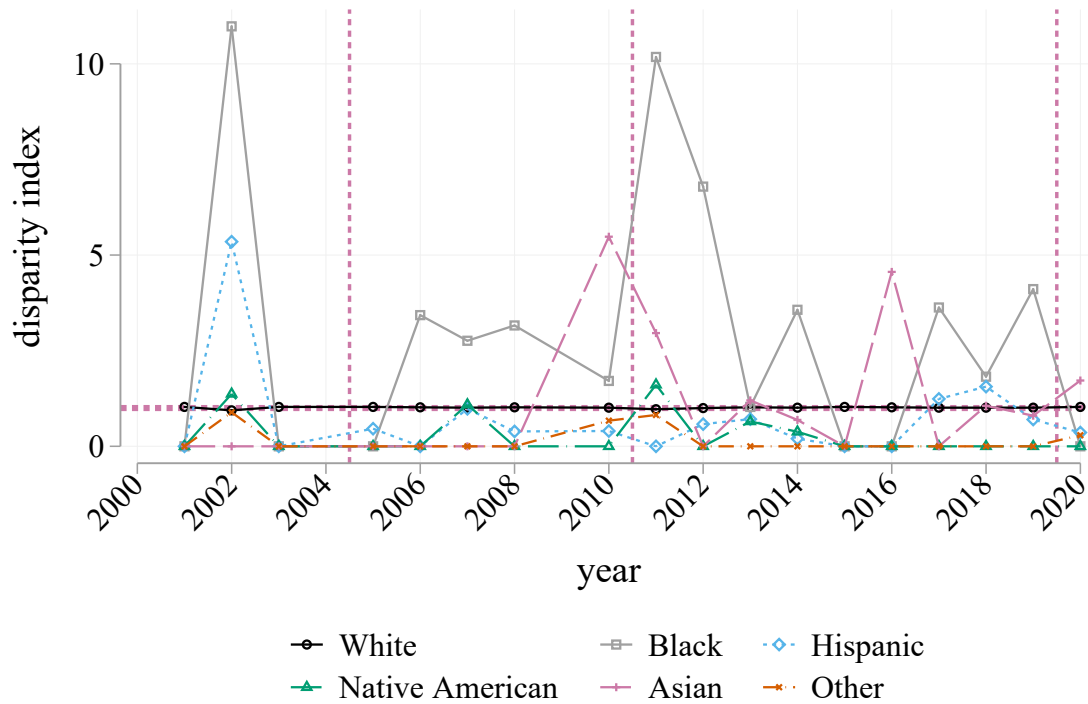 disparity index
10
5
0
2000 2002 2004 2006 2008 2010 2012 2014 2016 2018 2020
year
White Black Hispanic
Native American Asian Other